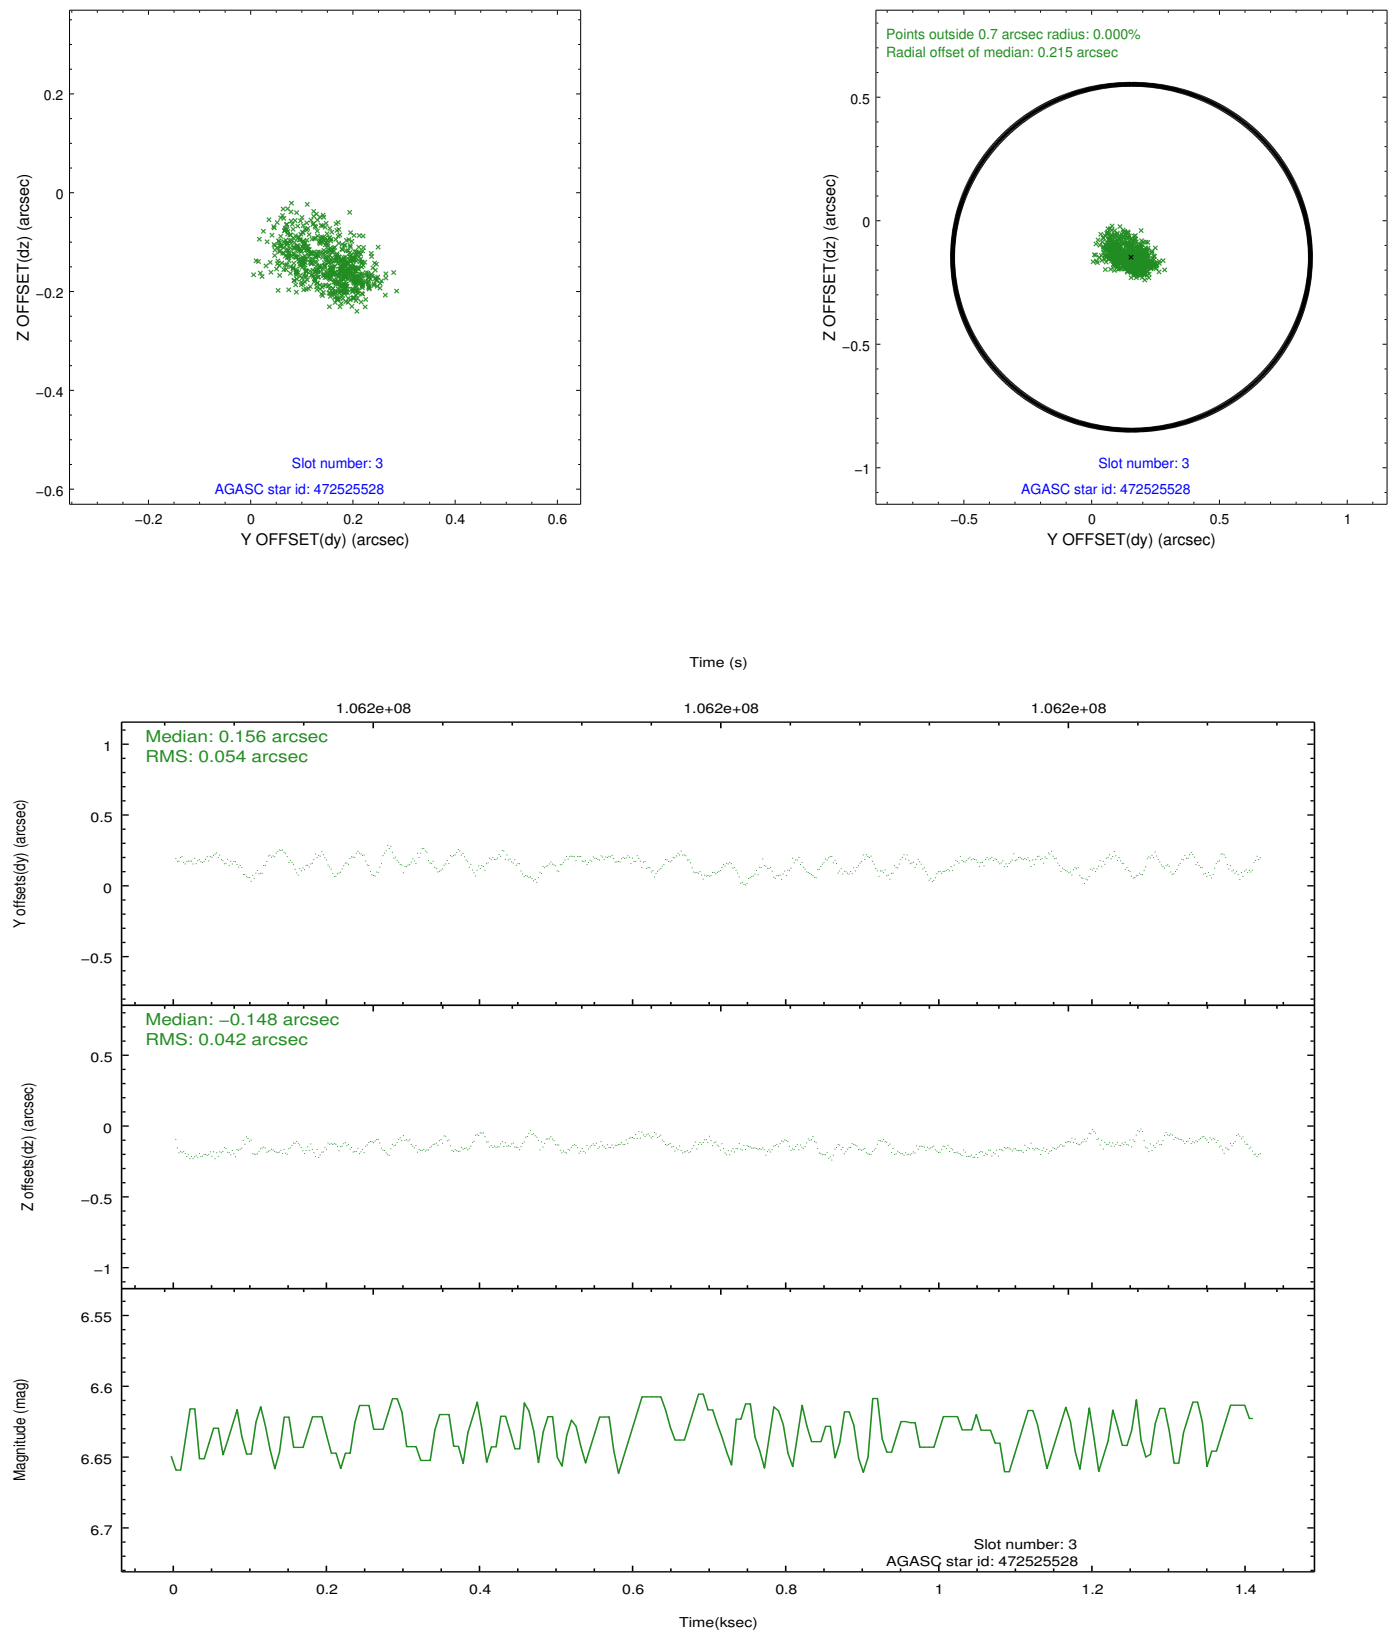 0.2
0
−0.2
−0.4
−0.6
Z OFFSET(dz) (arcsec)
Slot number: 3
AGASC star id: 472525528
−0.2
0
0.2
0.4
0.6
Y OFFSET(dy) (arcsec)
Points outside 0.7 arcsec radius: 0.000%
Radial offset of median: 0.215 arcsec
0.5
0
−0.5
−1
Z OFFSET(dz) (arcsec)
Slot number: 3
AGASC star id: 472525528
−0.5
0
0.5
1
Y OFFSET(dy) (arcsec)
Time (s)
1.062e+08
1.062e+08
1.062e+08
Median: 0.156 arcsec
RMS: 0.054 arcsec
1
0.5
0
−0.5
Y offsets(dy) (arcsec)
Median: −0.148 arcsec
RMS: 0.042 arcsec
0.5
0
−0.5
−1
Z offsets(dz) (arcsec)
6.55
6.6
6.65
6.7
Magnitude (mag)
Slot number: 3
AGASC star id: 472525528
0
0.2
0.4
0.6
0.8
1
1.2
1.4
Time(ksec)